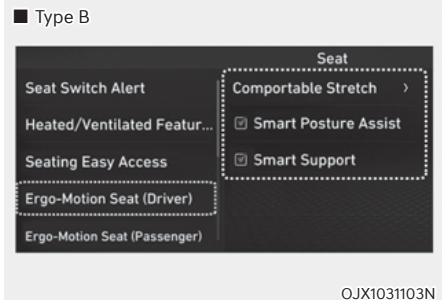 ■ Type B
Seat
Seat Switch Alert
Heated/Ventilated Featur...
Seating Easy Access
Ergo-Motion Seat (Driver)
Ergo-Motion Seat (Passenger)
Comportable Stretch >
Smart Posture Assist
Smart Support
OJX1031103N